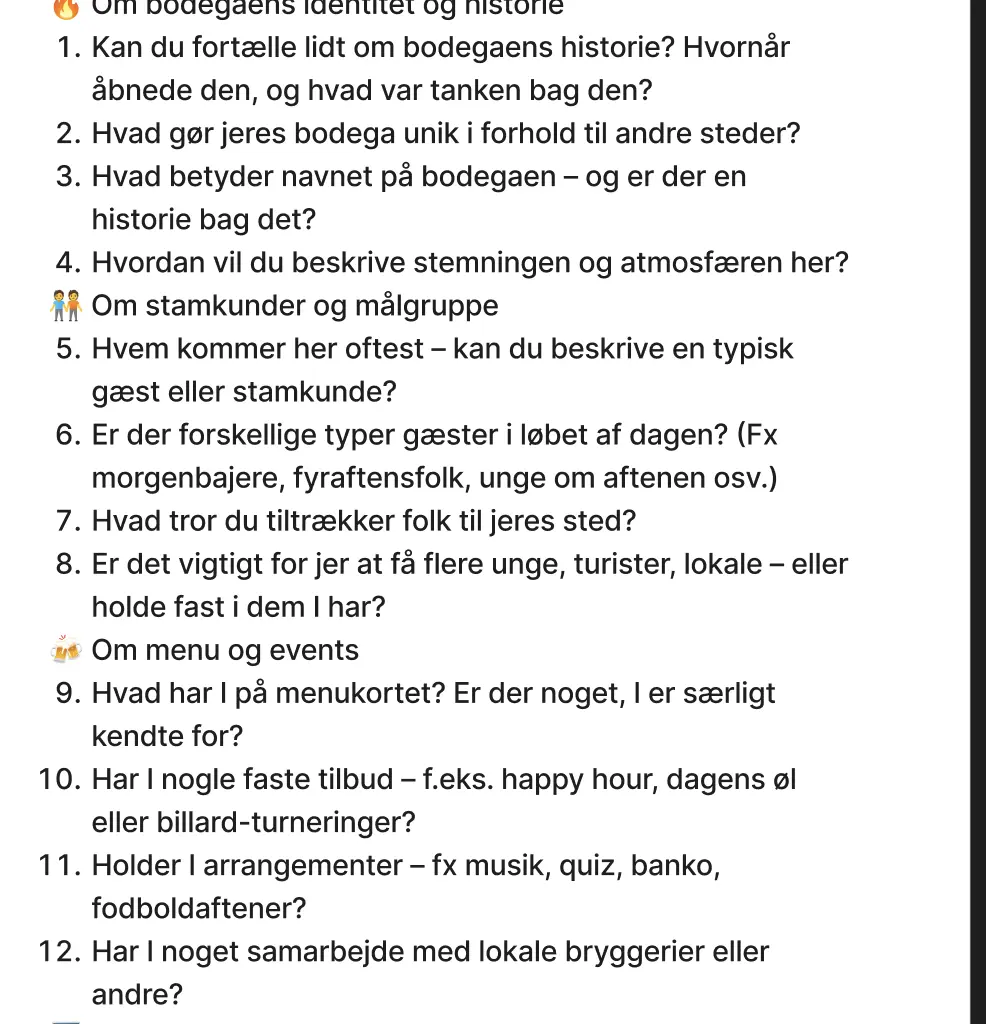 🔥 Om bodegaens identitet og historie
1. Kan du fortælle lidt om bodegaens historie? Hvornår
åbnede den, og hvad var tanken bag den?
2. Hvad gør jeres bodega unik i forhold til andre steder?
3. Hvad betyder navnet på bodegaen – og er der en
historie bag det?
4. Hvordan vil du beskrive stemningen og atmosfæren her?
🧑‍🤝‍🧑 Om stamkunder og målgruppe
5. Hvem kommer her oftest – kan du beskrive en typisk
gæst eller stamkunde?
6. Er der forskellige typer gæster i løbet af dagen? (Fx
morgenbajere, fyraftensfolk, unge om aftenen osv.)
7. Hvad tror du tiltrækker folk til jeres sted?
8. Er det vigtigt for jer at få flere unge, turister, lokale – eller
holde fast i dem I har?
🍻 Om menu og events
9. Hvad har I på menukortet? Er der noget, I er særligt
kendte for?
10. Har I nogle faste tilbud – f.eks. happy hour, dagens øl
eller billard-turneringer?
11. Holder I arrangementer – fx musik, quiz, banko,
fodboldaftener?
12. Har I noget samarbejde med lokale bryggerier eller
andre?